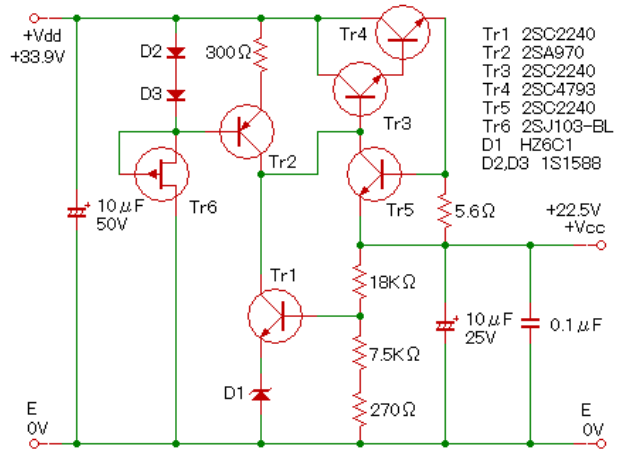 +Vdd
+33.9V
D2
D3
300Ω
Tr4
Tr3
Tr2
Tr6
Tr5
5.6Ω
10μF
50V
Tr1 2SC2240
Tr2 2SA970
Tr3 2SC2240
Tr4 2SC4793
Tr5 2SC2240
Tr6 2SJ103-BL
D1 HZ6C1
D2,D3 1S1588
+22.5V
+Vcc
Tr1
18KΩ
7.5KΩ
270Ω
D1
10μF
25V
0.1μF
E
0V
E
0V